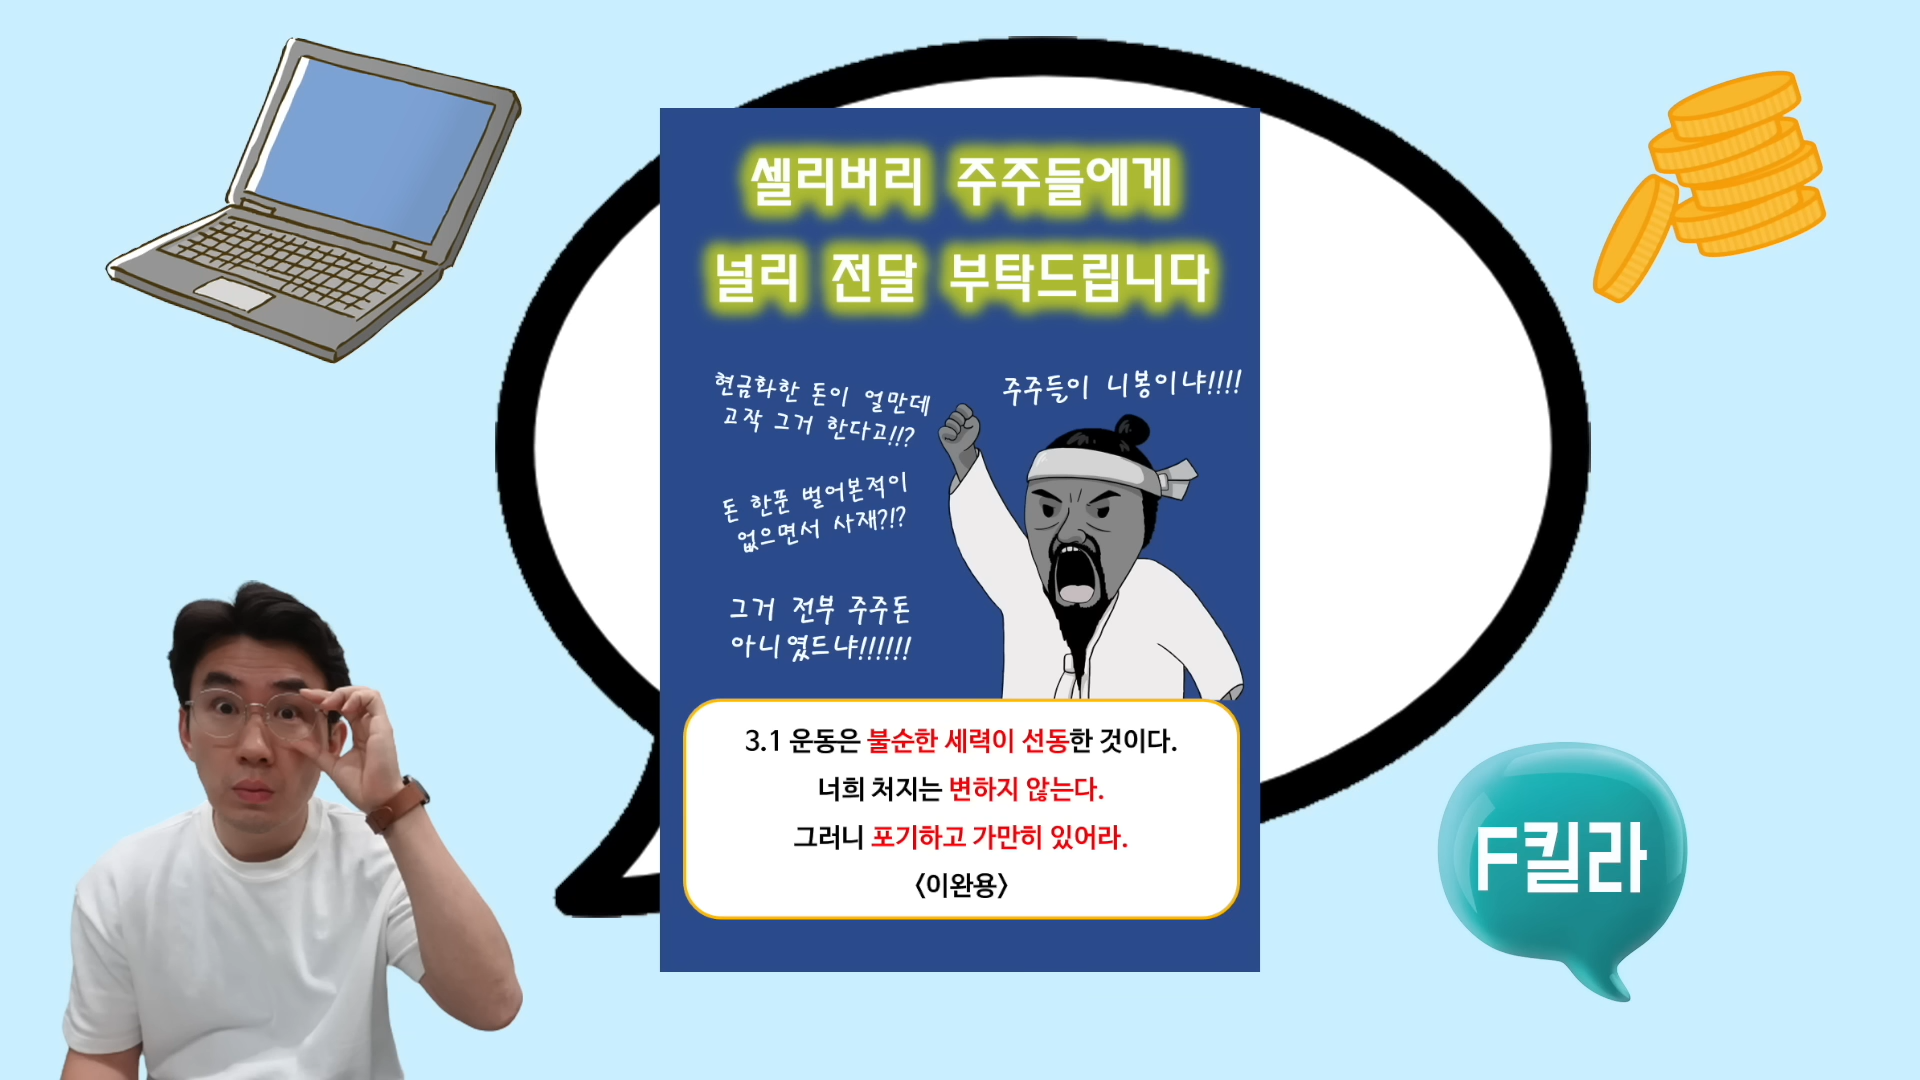 셀리버리 주주들에게
널리 전달 부탁드립니다
현금화한 돈이 얼만데
고작 그거 한다고!!?
주주들이 니봉이냐!!!!
돈 한푼 벌어본적이
없으면서 사재?!?
그거 전부 주주돈
아니였드냐!!!!!!
3.1 운동은 불순한 세력이 선동한 것이다.
너희 처지는 변하지 않는다.
그러니 포기하고 가만히 있어라.
<이완용>
F킬라